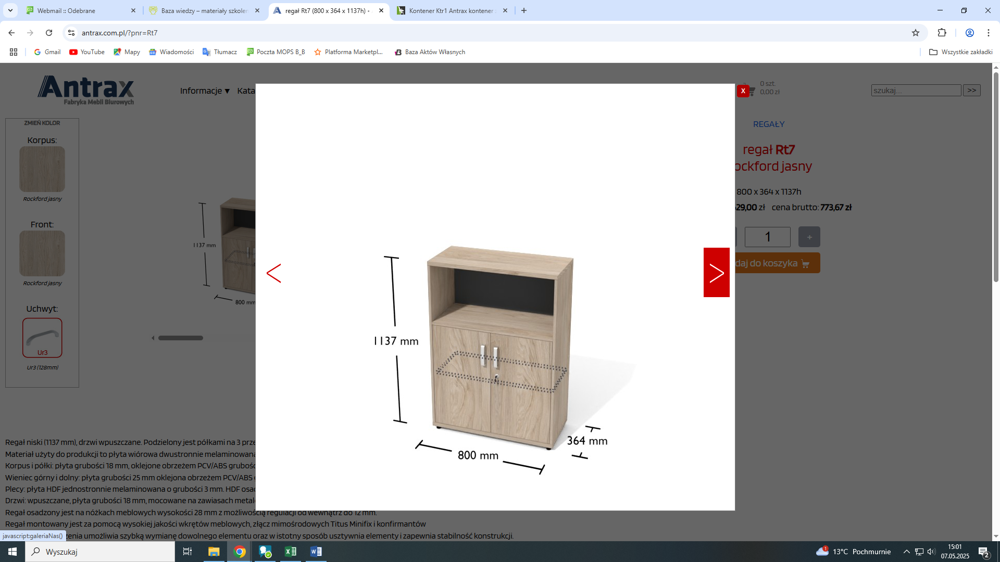 Webmail :: Odebrane
Baza wiedzy – materiały szkoler
regał Rt7 (800 x 364 x 1137h) •
Kontener Ktr1 Antrax kontener
antrax.com.pl/?pnr=Rt7
Gmail
YouTube
Mapy
Wiadomości
Tłumacz
Poczta MOPS B_B
Platforma Marketpl...
Baza Aktów Własnych
Wszystkie zakładki
Antrax
Fabryka Mebli Biurowych
Informacje ▼
Kata
X
0 szt.
0,00 zł
szukaj...
>>
ZMIEŃ KOLOR
Korpus:
Rockford jasny
Front:
Rockford jasny
Uchwyt:
Ur3
Ur3 (128mm)
1137 mm
800 mm
1137 mm
800 mm
364 mm
REGAŁY
regał Rt7
ockford jasny
800 x 364 x 1137h
29,00 zł cena brutto: 773,67 zł
1
+
daj do koszyka
Regał niski (1137 mm), drzwi wpuszczane. Podzielony jest półkami na 3 prze
Materiał użyty do produkcji to płyta wiórowa dwustronnie melaminowana
Korpus i półki: płyta grubości 18 mm, oklejone obrzeżem PCV/ABS gruboś
Wieniec górny i dolny: płyta grubości 25 mm oklejona obrzeżem PCV/ABS
Plecy: płyta HDF jednostronnie melaminowana o grubości 3 mm. HDF osad
Drzwi: wpuszczane, płyta grubości 18 mm, mocowane na zawiasach metal
Regał osadzony jest na nóżkach meblowych wysokości 28 mm z możliwością regulacji od wewnątrz do 12 mm.
Regał montowany jest za pomocą wysokiej jakości wkrętów meblowych, złącz mimośrodowych Titus Minifix i konfirmantów
zenia umożliwia szybką wymianę dowolnego elementu oraz w istotny sposób usztywnia elementy i zapewnia stabilność konstrukcji.
javascript:galeriaNas()
Wyszukaj
1
13°C Pochmurnie
15:01
07.05.2025
2